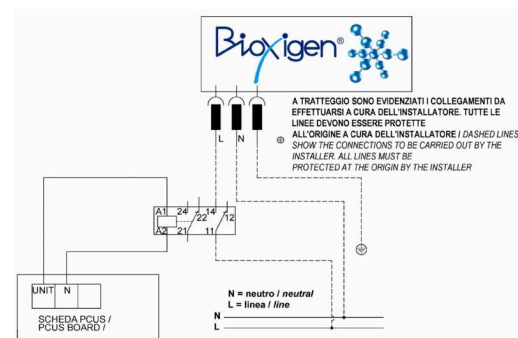 Bioxigen®
A TRATTEGGIO SONO EVIDENZIATI I COLLEGAMENTI DA
EFFETTUARSI A CURA DELL'INSTALLATORE. TUTTE LE
LINEE DEVONO ESSERE PROTETTE
ALL'ORIGINE A CURA DELL'INSTALLATORE / DASHED LINES
SHOW THE CONNECTIONS TO BE CARRIED OUT BY THE
INSTALLER. ALL LINES MUST BE
PROTECTED AT THE ORIGIN BY THE INSTALLER
L N
A1 24 22 14 12
A2 21 11
UNIT N
SCHEDA PCUS /
PCUS BOARD /
N = neutro / neutral
L = linea / line
N
L